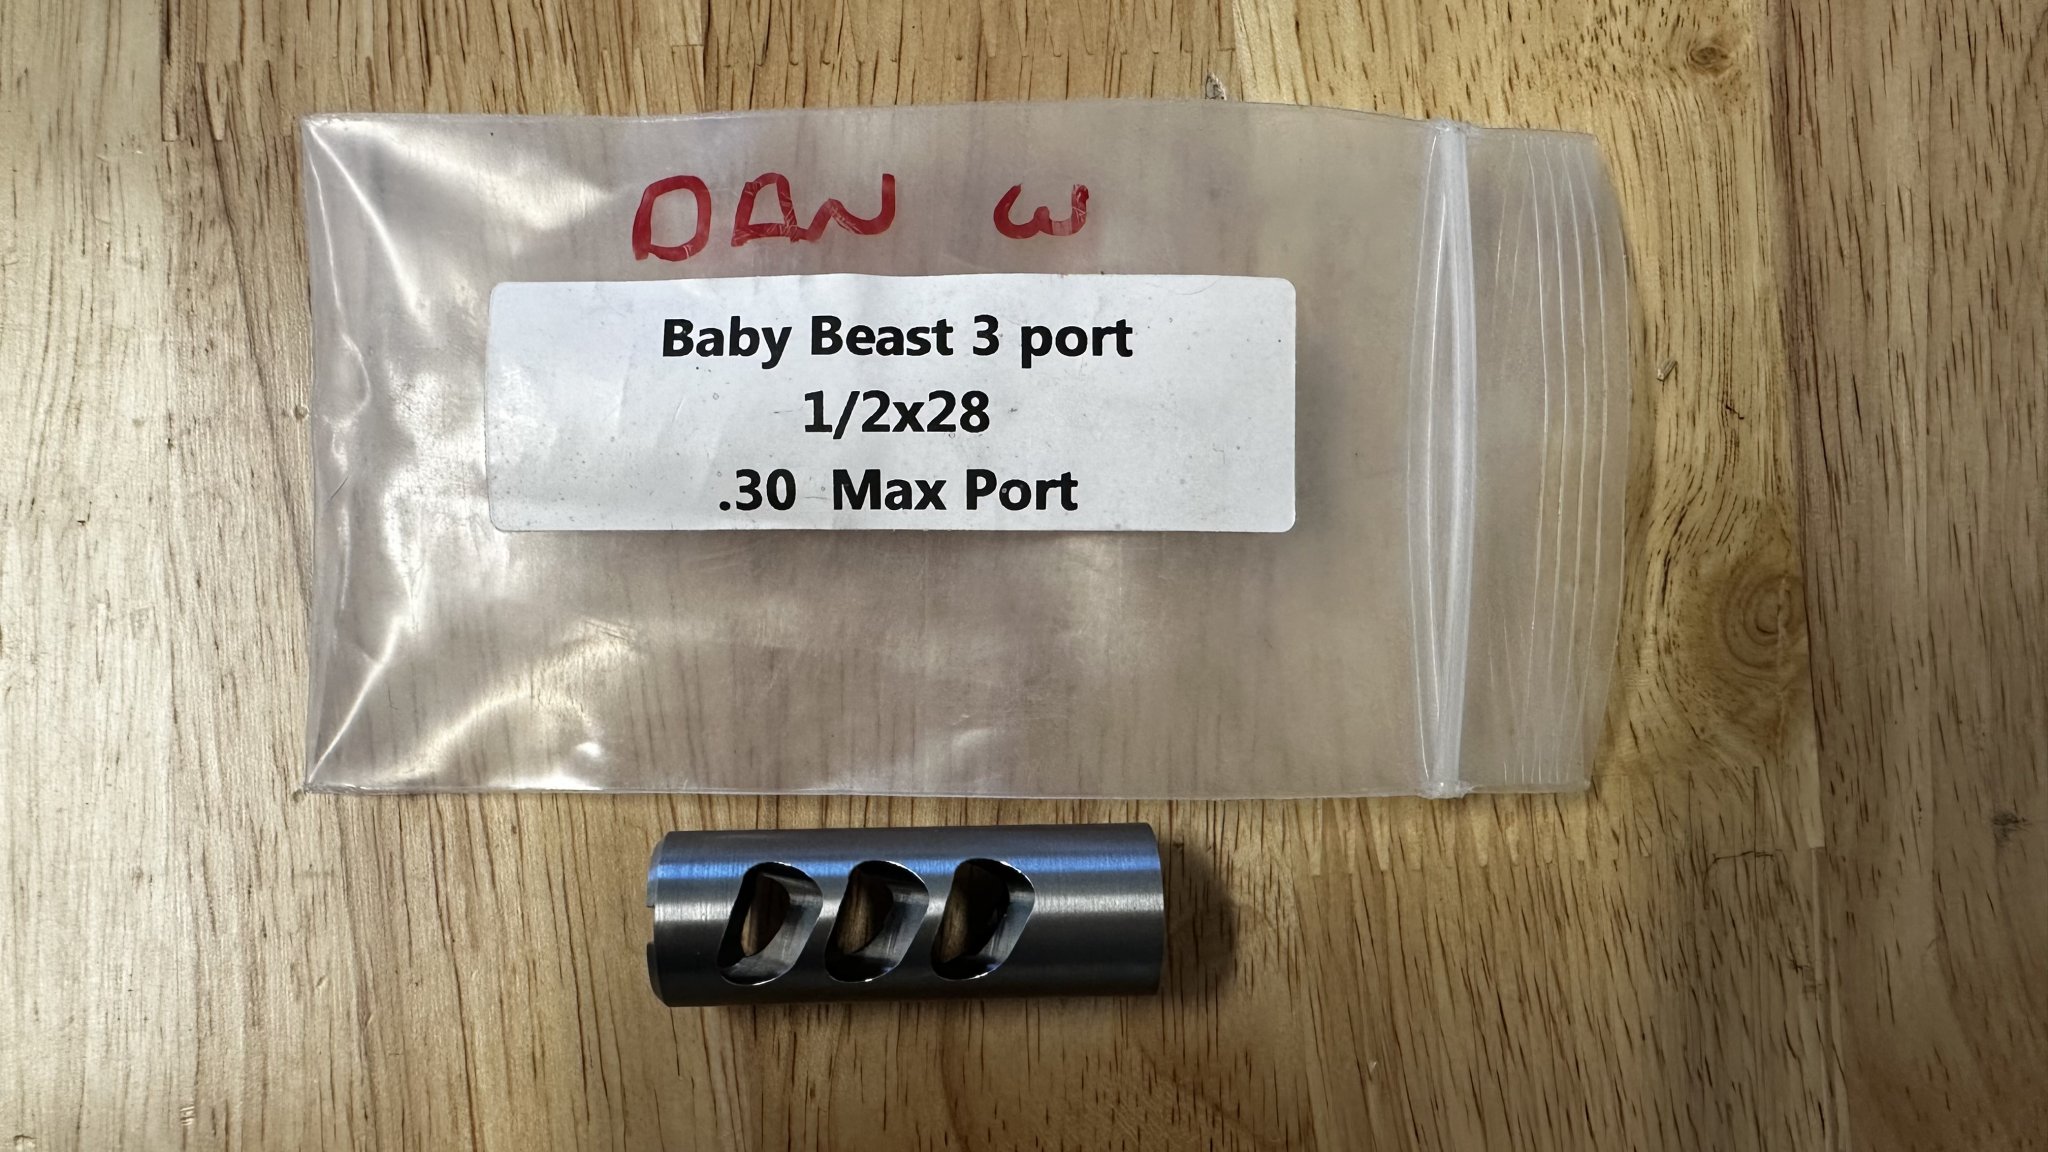 DAN W
Baby Beast 3 port
1/2x28
.30 Max Port